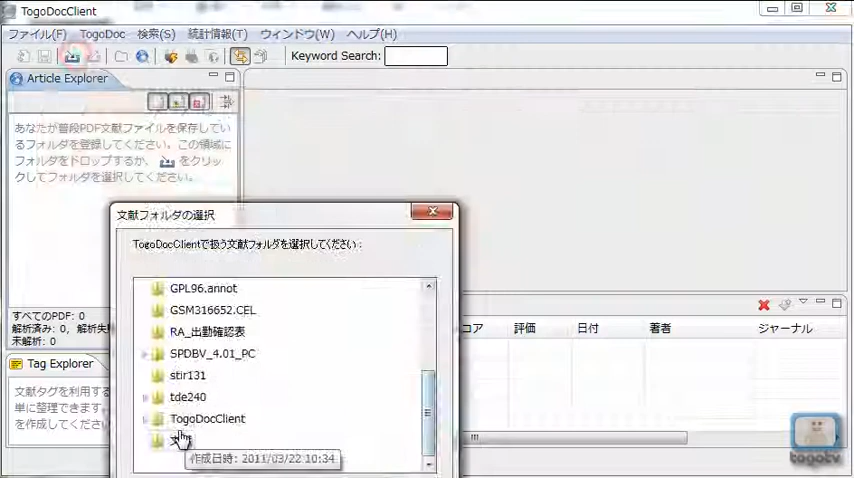 TogoDocClient
ファイル(F) TogoDoc 検索(S) 統計情報(T) ウィンドウ(W) ヘルプ(H)
Keyword Search:
Article Explorer
あなたが普段PDF文献ファイルを保存してい
るフォルダを登録してください。この領域に
フォルダをドロップするか、 をクリッ
クしてフォルダを選択してください。
文献フォルダの選択
TogoDocClientで扱う文献フォルダを選択してください:
GPL96.annot
GSM316652.CEL
RA_出勤確認表
SPDBV_4.01_PC
stir131
tde240
TogoDocClient
作成日時: 2011/03/22 10:34
すべてのPDF: 0
解析済み: 0, 解析失
未解析: 0
Tag Explorer
文献タグを利用する
単に整理できます。
を作成してくださ
コア 評価 日付 著者 ジャーナル
togotv